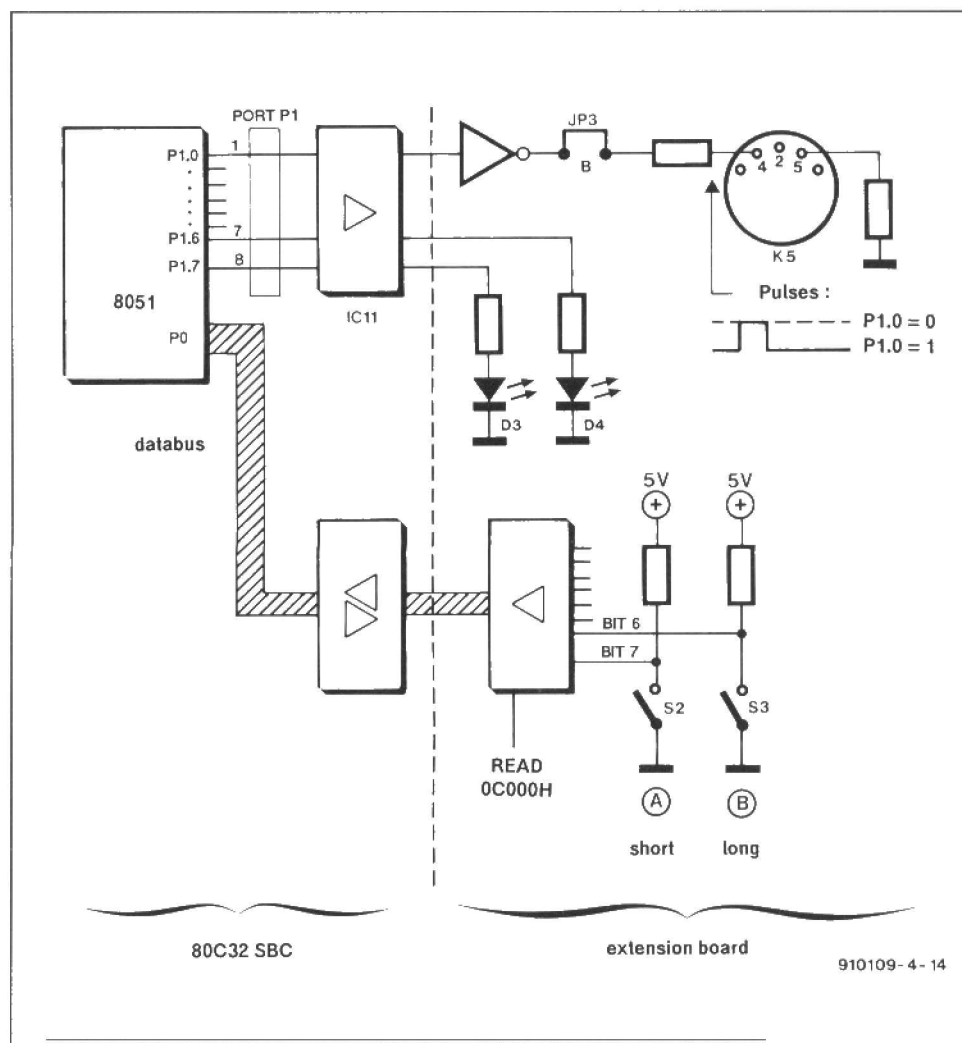 PORT P1
JP3
P1.0
1
B
4
2
5
P1.6
7
P1.7
8
8051
IC11
K5
Pulses :
P1.0 = 0
P1.0 = 1
P0
D3
D4
databus
5V
5V
+
+
BIT 6
BIT 7
S2
S3
READ
0C000H
A
B
short
long
80C32 SBC
extension board
910109-4-14